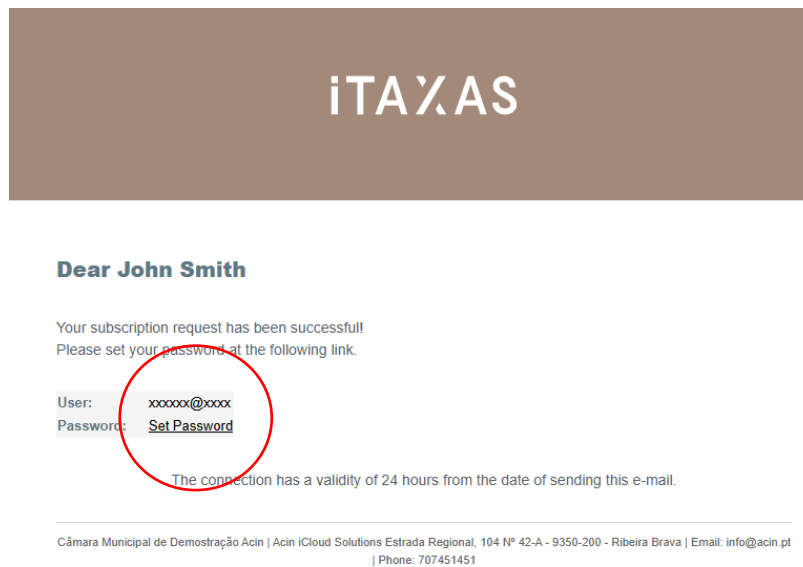 iTAXAS
Dear John Smith
Your subscription request has been successful!
Please set your password at the following link.
User: xxxxxx@xxxx
Password: Set Password
The connection has a validity of 24 hours from the date of sending this e-mail.
Câmara Municipal de Demostração Acin | Acin iCloud Solutions Estrada Regional, 104 Nº 42-A - 9350-200 - Ribeira Brava | Email: info@acin.pt
| Phone: 707451451